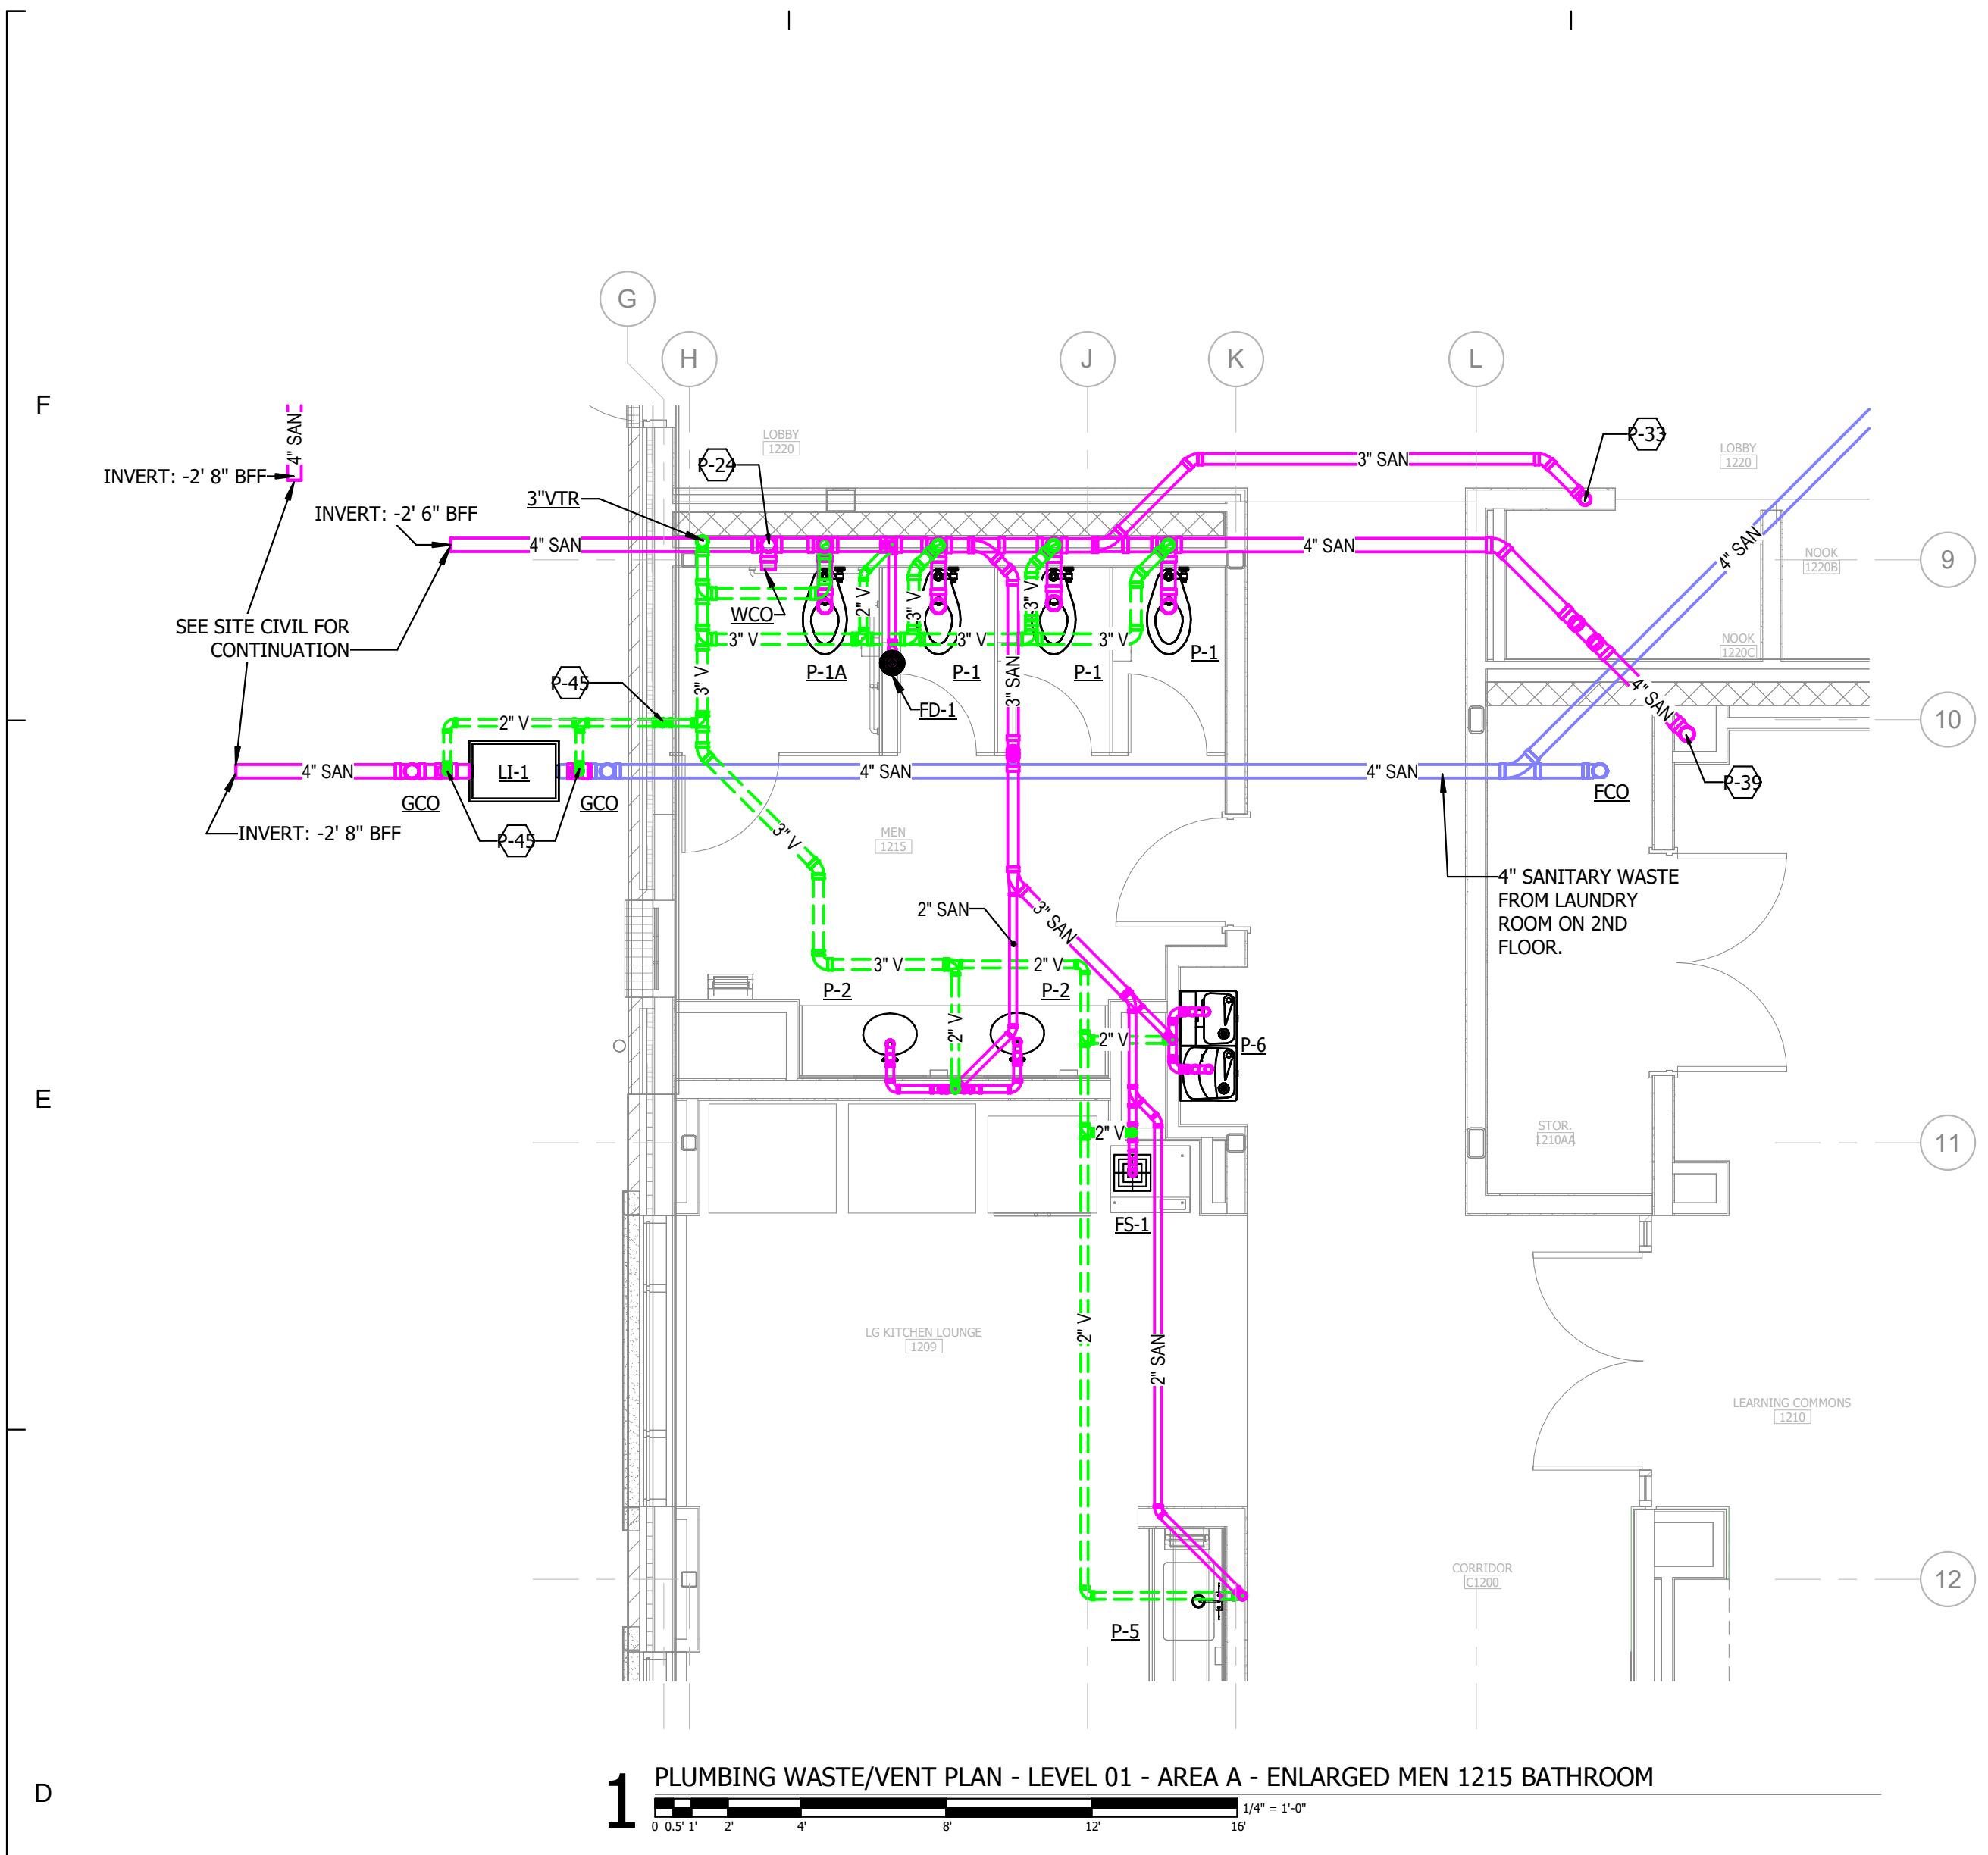 G
H
J
K
L
F
4" SAN
INVERT: -2' 8" BFF
LOBBY
1220
P-24
3" SAN
P-33
LOBBY
1220
3"VTR
INVERT: -2' 6" BFF
4" SAN
4" SAN
4" SAN
NOOK
1220B
9
SEE SITE CIVIL FOR
CONTINUATION
WCO
2" V
3" V
3" V
3" V
3" V
3" V
P-1A
P-1
P-1
P-1
NOOK
1220C
P-45
3" V
3" SAN
4" SAN
FD-1
2" V
10
4" SAN
LI-1
4" SAN
4" SAN
GCO
GCO
FCO
P-39
INVERT: -2' 8" BFF
P-45
3" V
MEN
1215
4" SANITARY WASTE
FROM LAUNDRY
ROOM ON 2ND
FLOOR.
2" SAN
3" SAN
3" V
2" V
P-2
P-2
2" V
2" V
P-6
E
2" V
STOR.
1210AA
11
FS-1
LG KITCHEN LOUNGE
1209
2" V
2" SAN
LEARNING COMMONS
1210
CORRIDOR
C1200
12
P-5
D
1
PLUMBING WASTE/VENT PLAN - LEVEL 01 - AREA A - ENLARGED MEN 1215 BATHROOM
1/4" = 1'-0"
0 0.5' 1' 2' 4' 8' 12' 16'